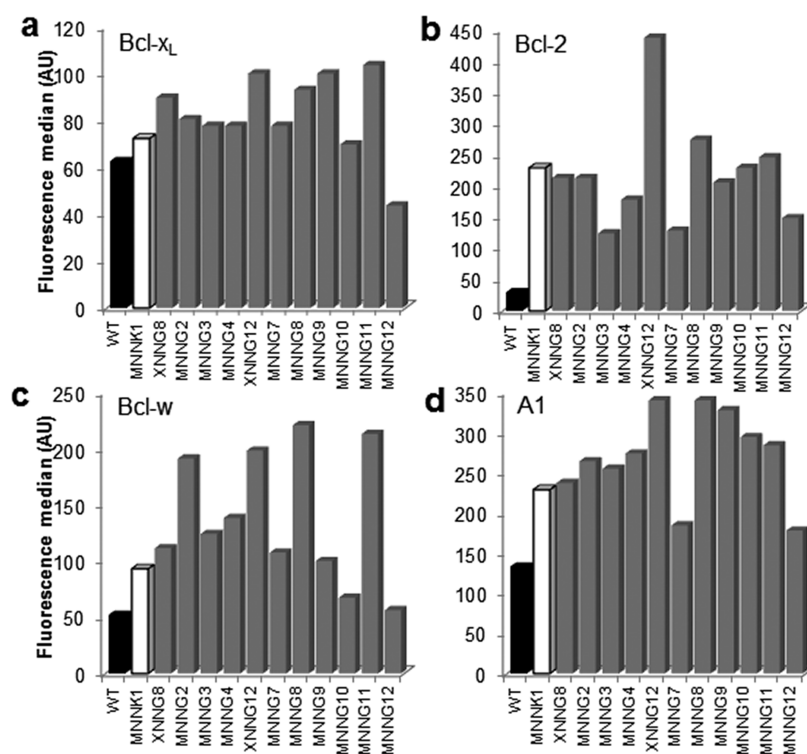 a
Bcl-xL
Fluorescence median (AU)
120
100
80
60
40
20
0
WT
MNNK1
XNNG8
MNNG2
MNNG3
MNNG4
XNNG12
MNNG7
MNNG8
MNNG9
MNNG10
MNNG11
MNNG12
b
Bcl-2
450
400
350
300
250
200
150
100
50
0
WT
MNNK1
XNNG8
MNNG2
MNNG3
MNNG4
XNNG12
MNNG7
MNNG8
MNNG9
MNNG10
MNNG11
MNNG12
c
Bcl-w
Fluorescence median (AU)
250
200
150
100
50
0
WT
MNNK1
XNNG8
MNNG2
MNNG3
MNNG4
XNNG12
MNNG7
MNNG8
MNNG9
MNNG10
MNNG11
MNNG12
d
A1
350
300
250
200
150
100
50
0
WT
MNNK1
XNNG8
MNNG2
MNNG3
MNNG4
XNNG12
MNNG7
MNNG8
MNNG9
MNNG10
MNNG11
MNNG12